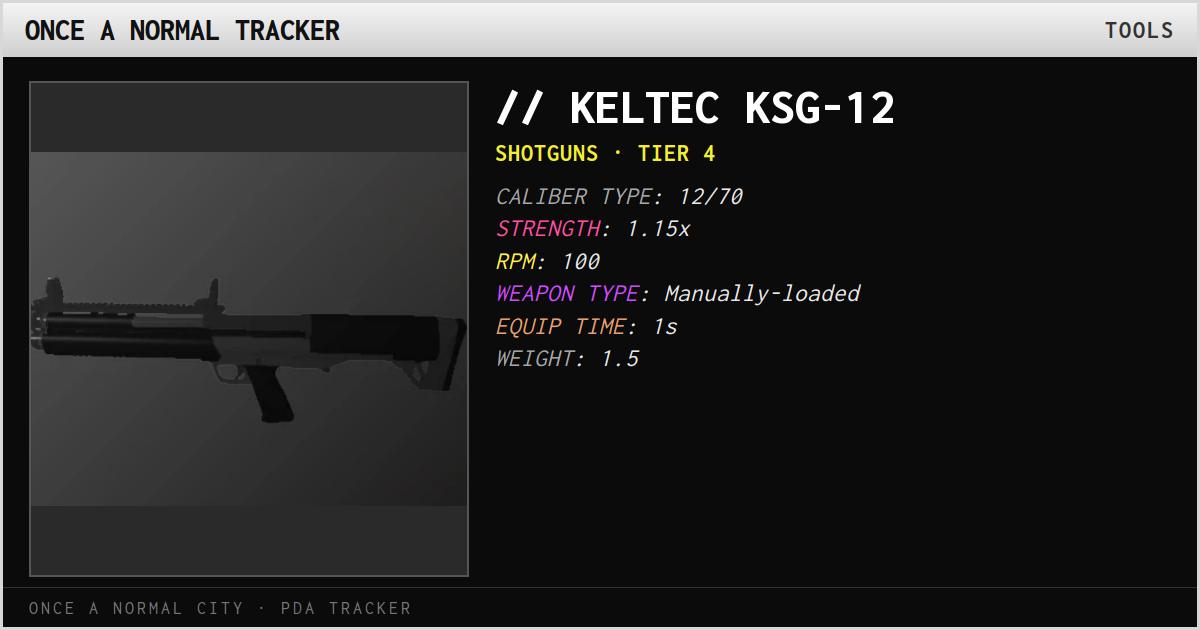 ONCE A NORMAL TRACKER
TOOLS
// KELTEC KSG-12
SHOTGUNS · TIER 4
CALIBER TYPE: 12/70
STRENGTH: 1.15x
RPM: 100
WEAPON TYPE: Manually-loaded
EQUIP TIME: 1s
WEIGHT: 1.5
ONCE A NORMAL CITY · PDA TRACKER